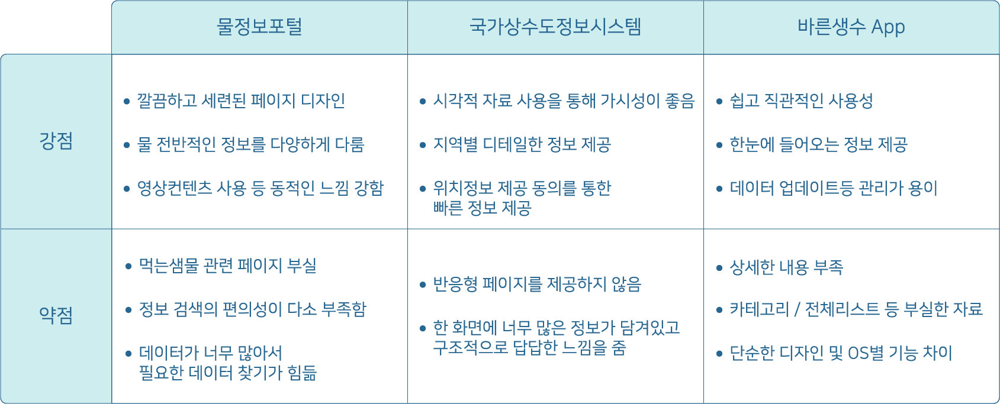 물정보포털
국가상수도정보시스템
바른생수 App
강점
• 깔끔하고 세련된 페이지 디자인
• 물 전반적인 정보를 다양하게 다룸
• 영상컨텐츠 사용 등 동적인 느낌 강함
• 시각적 자료 사용을 통해 가시성이 좋음
• 지역별 디테일한 정보 제공
• 위치정보 제공 동의를 통한
빠른 정보 제공
• 쉽고 직관적인 사용성
• 한눈에 들어오는 정보 제공
• 데이터 업데이트등 관리가 용이
약점
• 먹는샘물 관련 페이지 부실
• 정보 검색의 편의성이 다소 부족함
• 데이터가 너무 많아서
필요한 데이터 찾기가 힘듦
• 반응형 페이지를 제공하지 않음
• 한 화면에 너무 많은 정보가 담겨있고
구조적으로 답답한 느낌을 줌
• 상세한 내용 부족
• 카테고리 / 전체리스트 등 부실한 자료
• 단순한 디자인 및 OS별 기능 차이